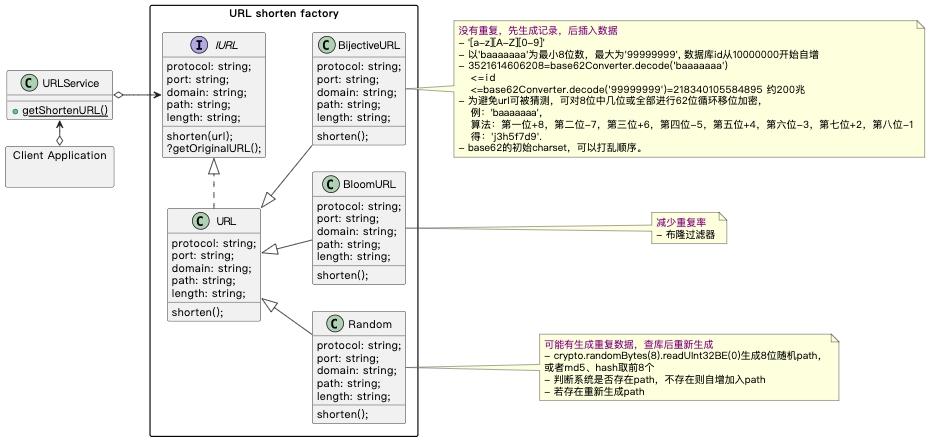 URL shorten factory
URLService
getShortenURL()
Client Application
IURL
protocol: string;
port: string;
domain: string;
path: string;
length: string;
shorten(url);
?getOriginalURL();
URL
protocol: string;
port: string;
domain: string;
path: string;
length: string;
shorten();
BijectiveURL
protocol: string;
port: string;
domain: string;
path: string;
length: string;
shorten();
BloomURL
protocol: string;
port: string;
domain: string;
path: string;
length: string;
shorten();
Random
protocol: string;
port: string;
domain: string;
path: string;
length: string;
shorten();
没有重复，先生成记录，后插入数据
- '[a-z][A-Z][0-9]'
- 以'baaaaaaa'为最小8位数，最大为'99999999', 数据库id从10000000开始自增
- 3521614606208=base62Converter.decode('baaaaaaa')
<=id
<=base62Converter.decode('99999999')=218340105584895 约200兆
- 为避免url可被猜测，可对8位中几位或全部进行62位循环移位加密，
例：'baaaaaaa',
算法：第一位+8，第二位-7，第三位+6，第四位-5，第五位+4，第六位-3，第七位+2，第八位-1
得：'j3h5f7d9'.
- base62的初始charset，可以打乱顺序。
减少重复率
- 布隆过滤器
可能有生成重复数据，查库后重新生成
- crypto.randomBytes(8).readUInt32BE(0)生成8位随机path,
或者md5、hash取前8个
- 判断系统是否存在path，不存在则自增加入path
- 若存在重新生成path